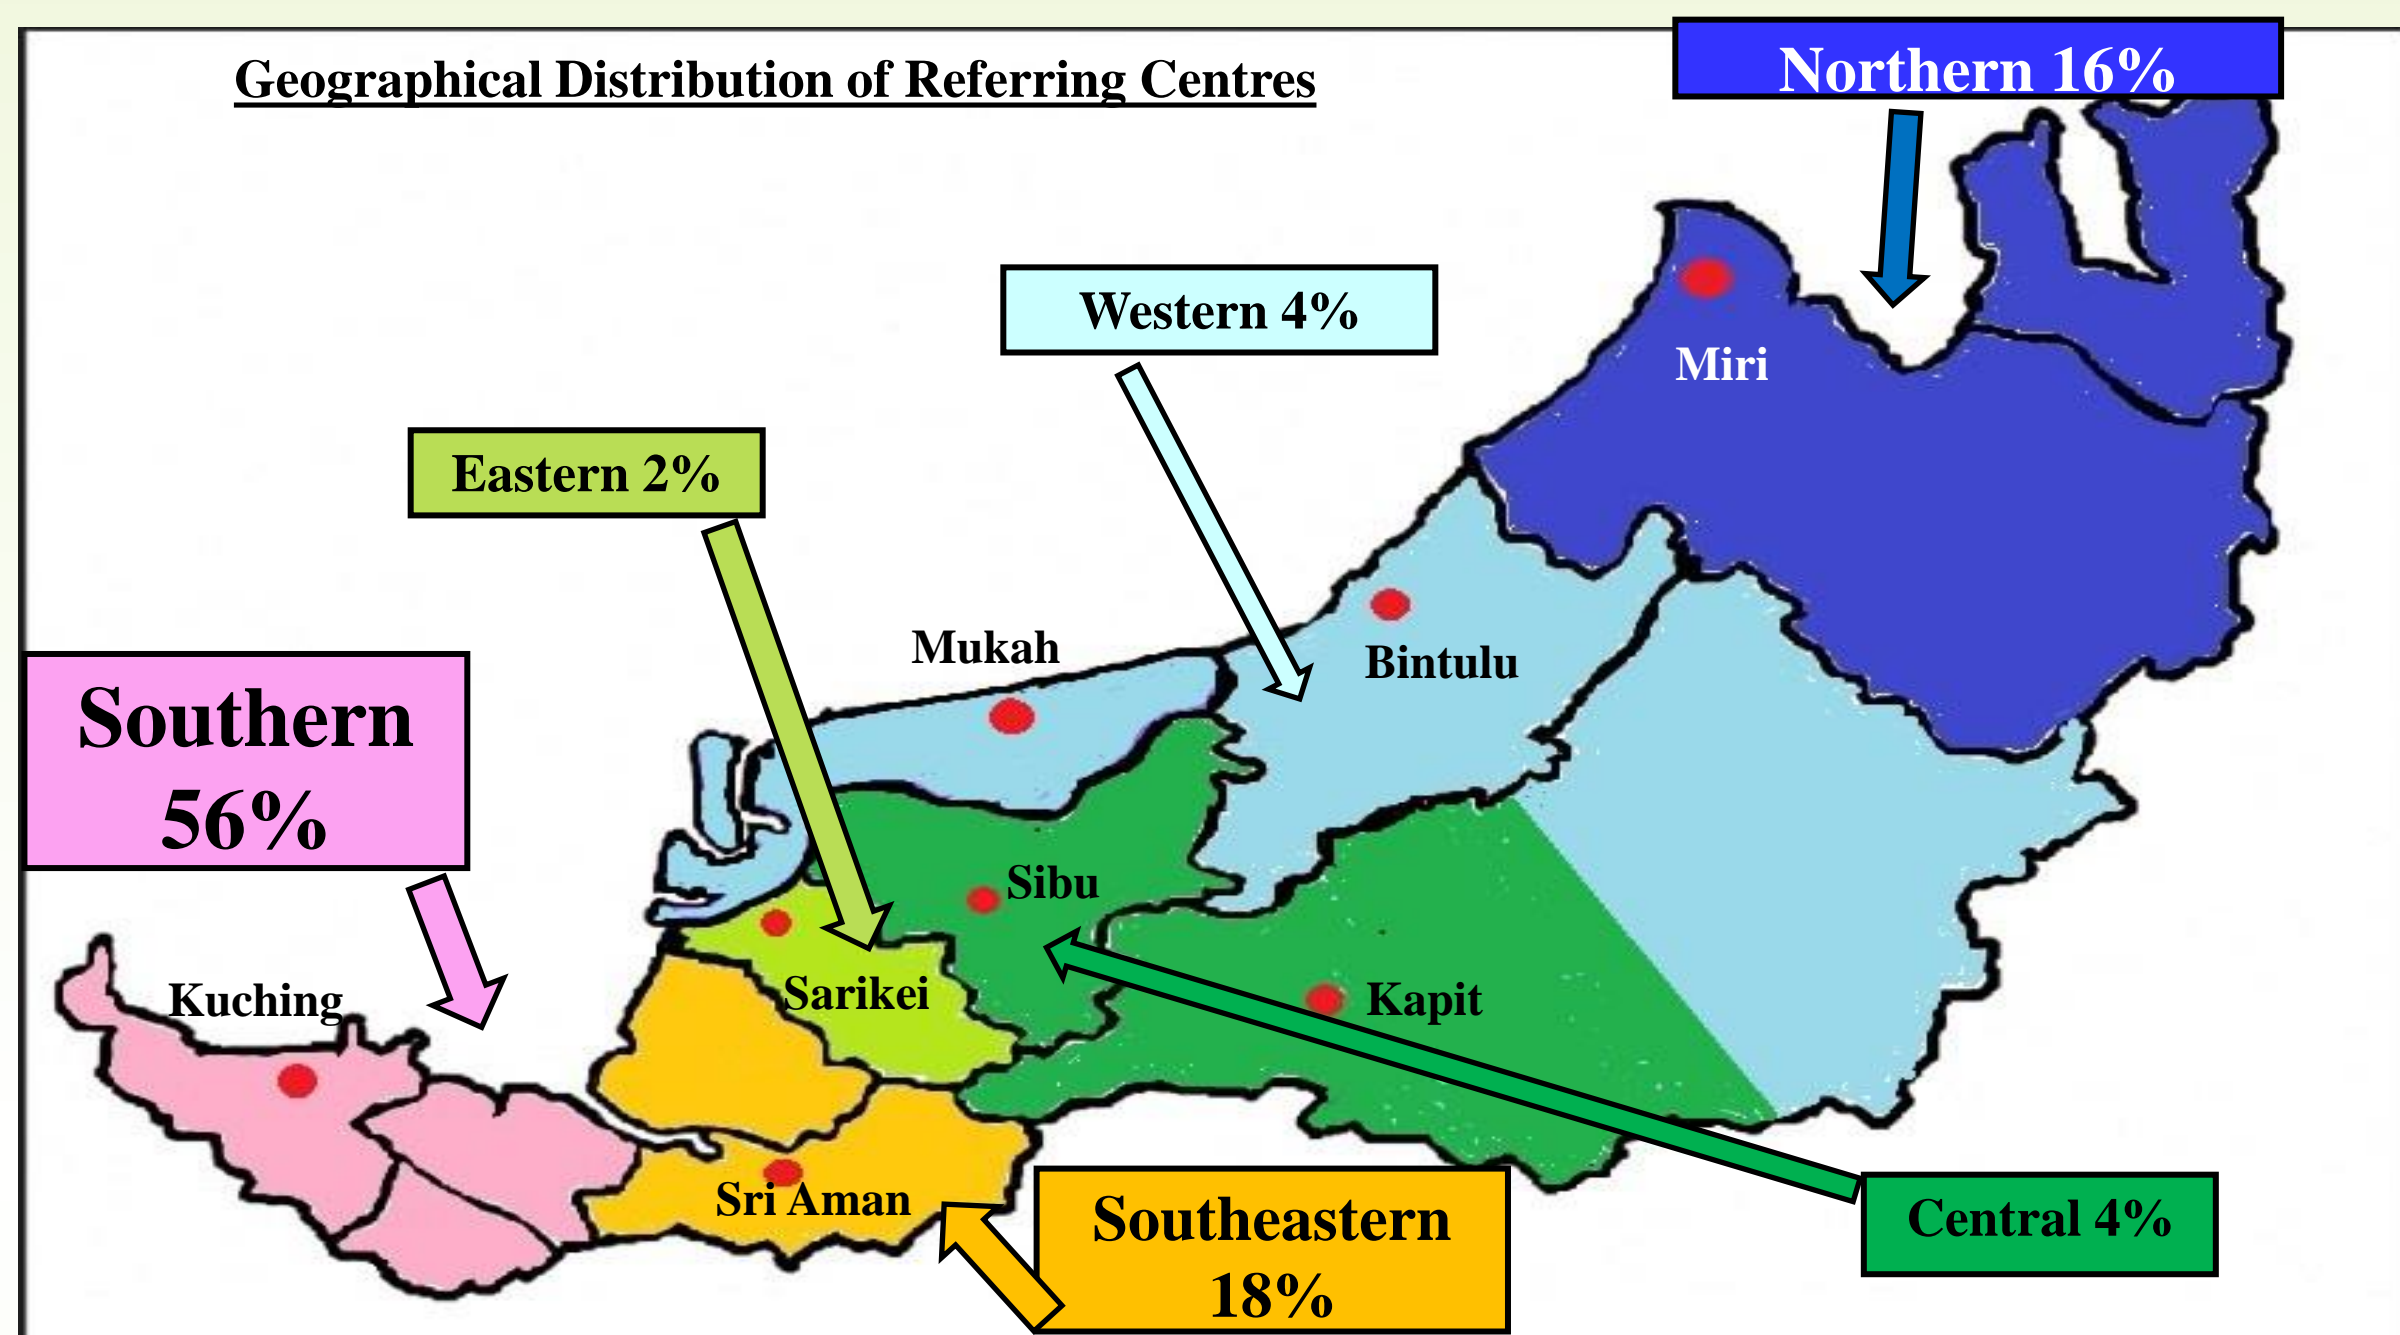 Geographical Distribution of Referring Centres
Northern 16%
Western 4%
Miri
Eastern 2%
Mukah
Bintulu
Southern
56%
Sibu
Kuching
Sarikei
Kapit
Sri Aman
Southeastern
18%
Central 4%